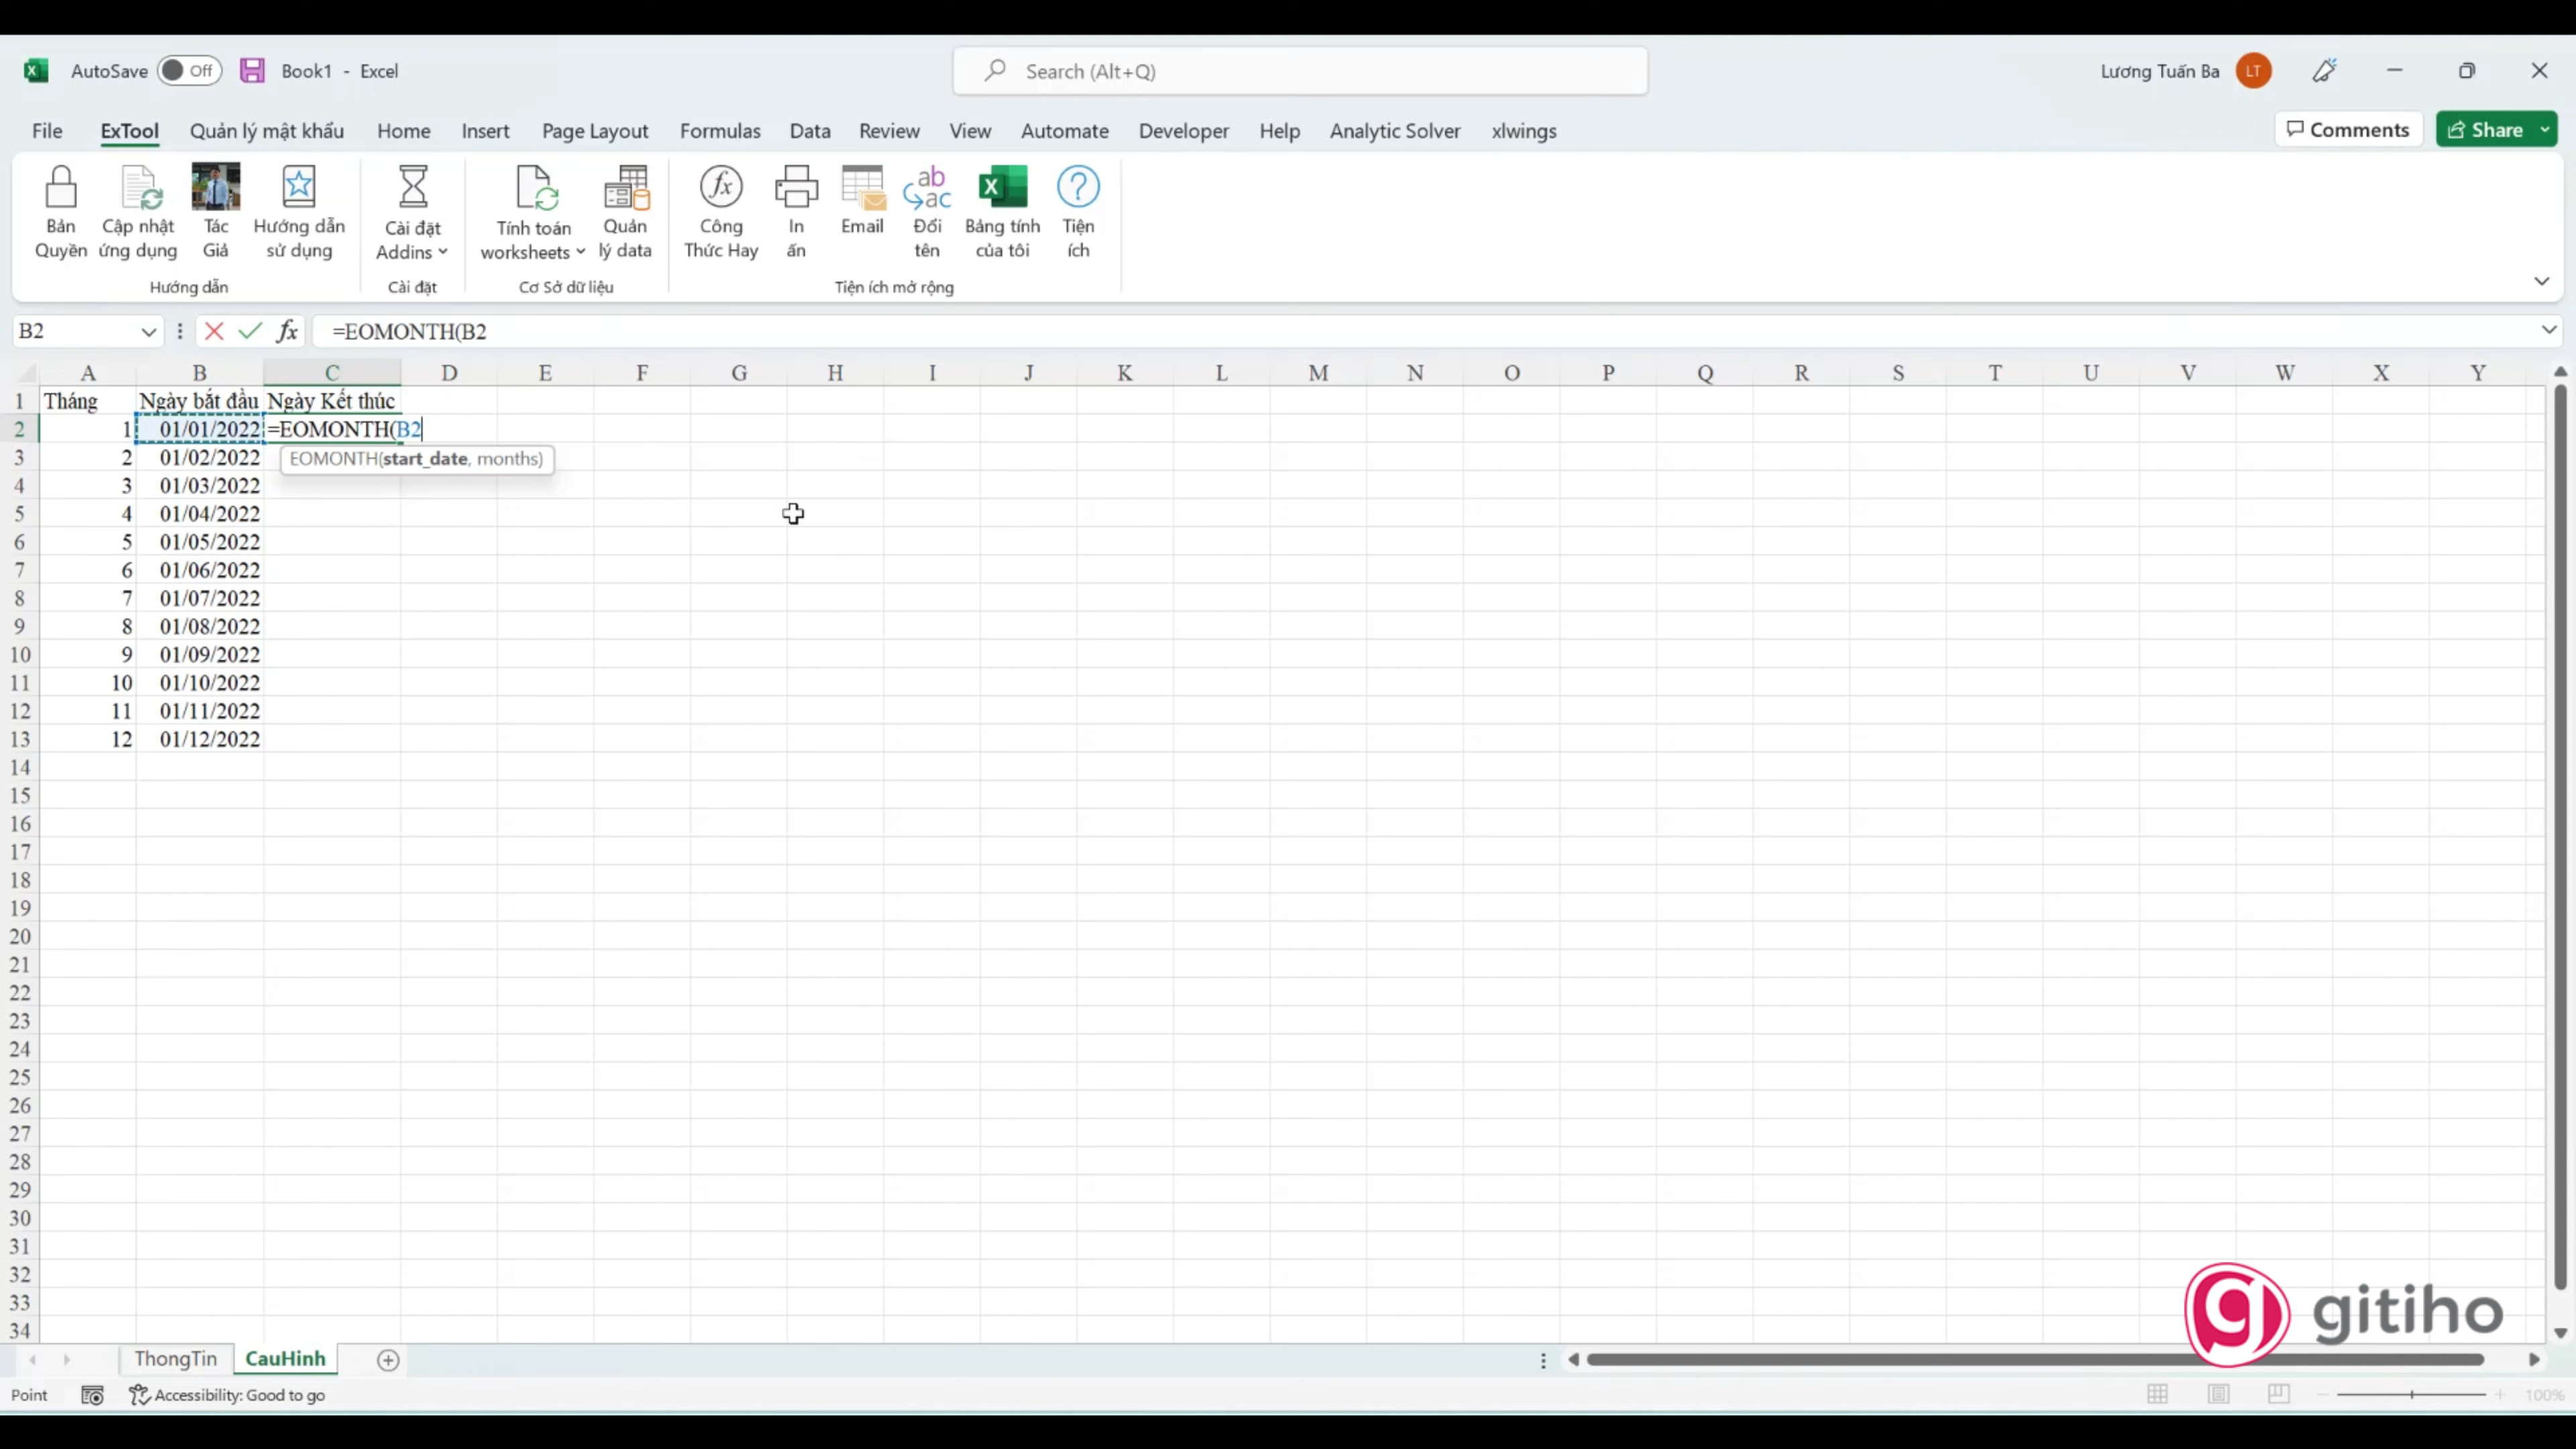 AutoSave Off Book1 - Excel Search (Alt+Q) Lương Tuấn Ba LT
File ExTool Quản lý mật khẩu Home Insert Page Layout Formulas Data Review View Automate Developer Help Analytic Solver xlwings Comments Share
Bản Quyền
Cập nhật ứng dụng
Tác Giả
Hướng dẫn sử dụng
Hướng dẫn
Cài đặt Addins
Cài đặt
Tính toán worksheets
Quản lý data
Cơ Sở dữ liệu
Công Thức Hay
In ấn
Email
Đổi tên
Bảng tính của tôi
Tiện ích
Tiện ích mở rộng
B2 fx =EOMONTH(B2
A B C D E F G H I J K L M N O P Q R S T U V W X Y
1 Tháng Ngày bắt đầu Ngày Kết thúc
2 1 01/01/2022 =EOMONTH(B2
EOMONTH(start_date, months)
3 2 01/02/2022
4 3 01/03/2022
5 4 01/04/2022
6 5 01/05/2022
7 6 01/06/2022
8 7 01/07/2022
9 8 01/08/2022
10 9 01/09/2022
11 10 01/10/2022
12 11 01/11/2022
13 12 01/12/2022
14
15
16
17
18
19
20
21
22
23
24
25
26
27
28
29
30
31
32
33
34
gitiho
ThongTin CauHinh
Point Accessibility: Good to go 100%